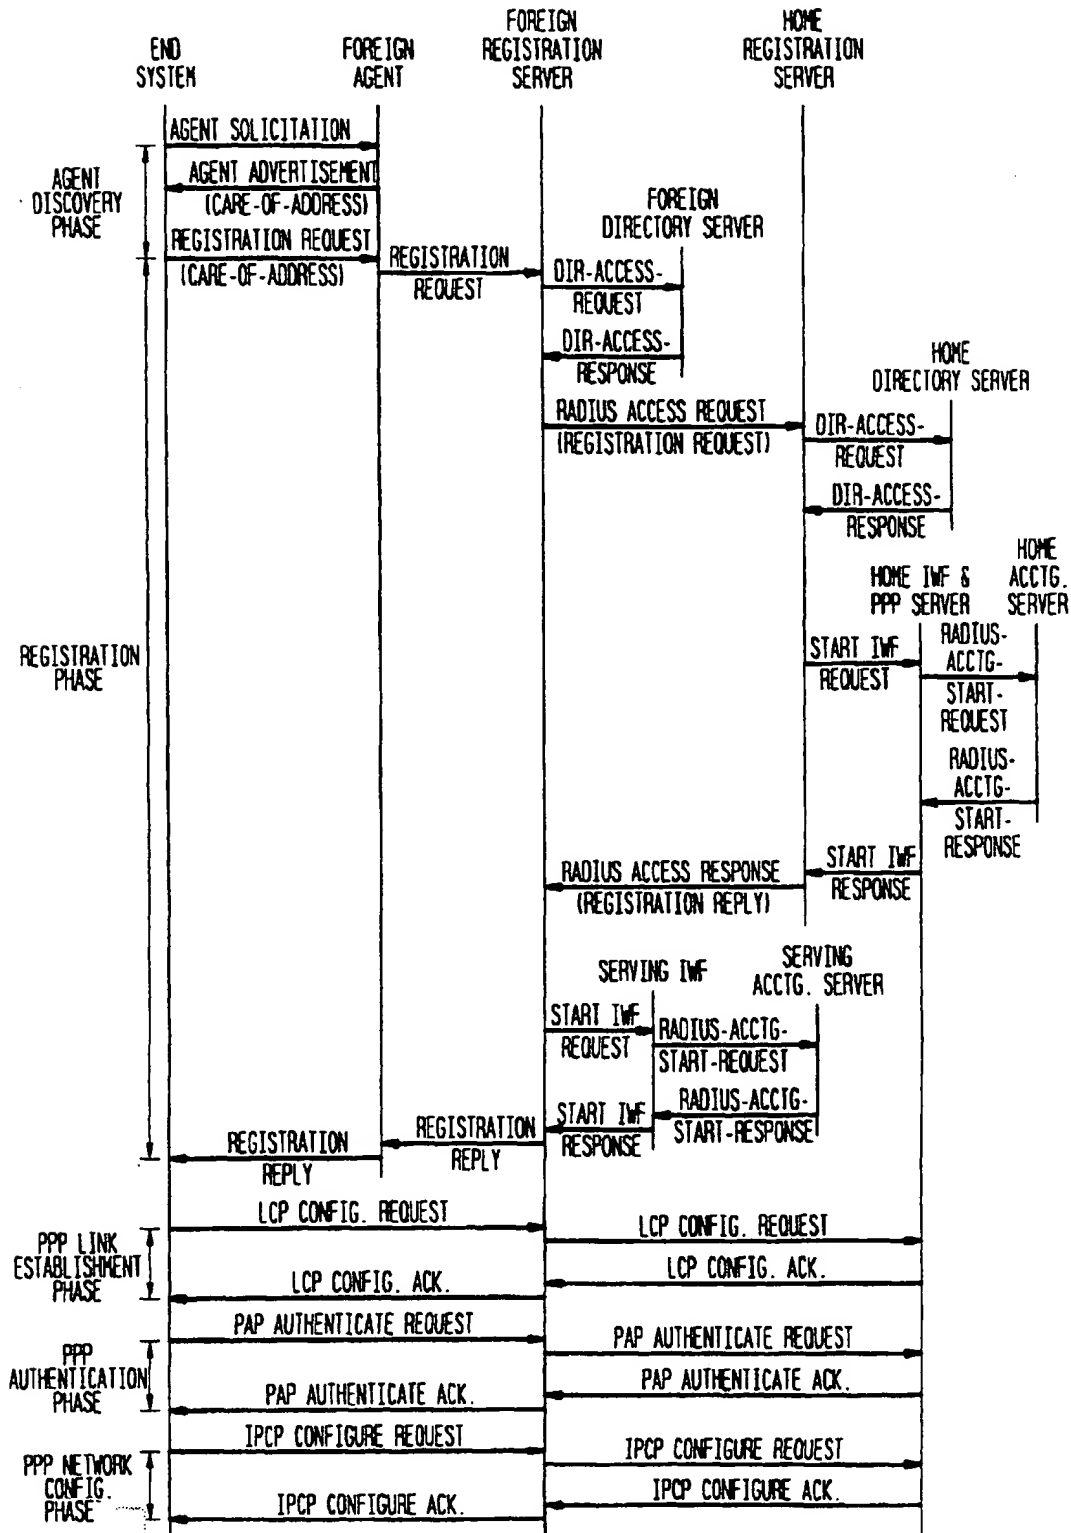 FOREIGN
REGISTRATION
SERVER
HOME
REGISTRATION
SERVER
END
SYSTEM
FOREIGN
AGENT
AGENT SOLICITATION
AGENT ADVERTISEMENT
(CARE-OF-ADDRESS)
AGENT
DISCOVERY
PHASE
FOREIGN
DIRECTORY SERVER
REGISTRATION REQUEST
(CARE-OF-ADDRESS)
REGISTRATION
REQUEST
DIR-ACCESS-
REQUEST
DIR-ACCESS-
RESPONSE
HOME
DIRECTORY SERVER
RADIUS ACCESS REQUEST
(REGISTRATION REQUEST)
DIR-ACCESS-
REQUEST
DIR-ACCESS-
RESPONSE
HOME IWF &
PPP SERVER
HOME
ACCTG.
SERVER
REGISTRATION
PHASE
START IWF
REQUEST
RADIUS-
ACCTG-
START-
REQUEST
RADIUS-
ACCTG-
START-
RESPONSE
START IWF
RESPONSE
RADIUS ACCESS RESPONSE
(REGISTRATION REPLY)
SERVING IWF
SERVING
ACCTG. SERVER
START IWF
REQUEST
RADIUS-ACCTG-
START-REQUEST
RADIUS-ACCTG-
START-RESPONSE
START IWF
RESPONSE
REGISTRATION
REPLY
REGISTRATION
REPLY
LCP CONFIG. REQUEST
LCP CONFIG. REQUEST
PPP LINK
ESTABLISHMENT
PHASE
LCP CONFIG. ACK.
LCP CONFIG. ACK.
PAP AUTHENTICATE REQUEST
PAP AUTHENTICATE REQUEST
PPP
AUTHENTICATION
PHASE
PAP AUTHENTICATE ACK.
PAP AUTHENTICATE ACK.
IPCP CONFIGURE REQUEST
IPCP CONFIGURE REQUEST
PPP NETWORK
CONFIG.
PHASE
IPCP CONFIGURE ACK.
IPCP CONFIGURE ACK.